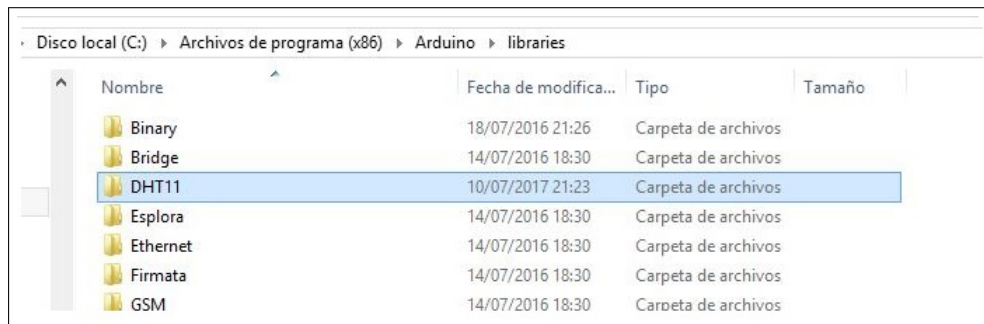 Disco local (C:) ▸ Archivos de programa (x86) ▸ Arduino ▸ libraries
Nombre Fecha de modifica... Tipo Tamaño
Binary 18/07/2016 21:26 Carpeta de archivos
Bridge 14/07/2016 18:30 Carpeta de archivos
DHT11 10/07/2017 21:23 Carpeta de archivos
Esplora 14/07/2016 18:30 Carpeta de archivos
Ethernet 14/07/2016 18:30 Carpeta de archivos
Firmata 14/07/2016 18:30 Carpeta de archivos
GSM 14/07/2016 18:30 Carpeta de archivos